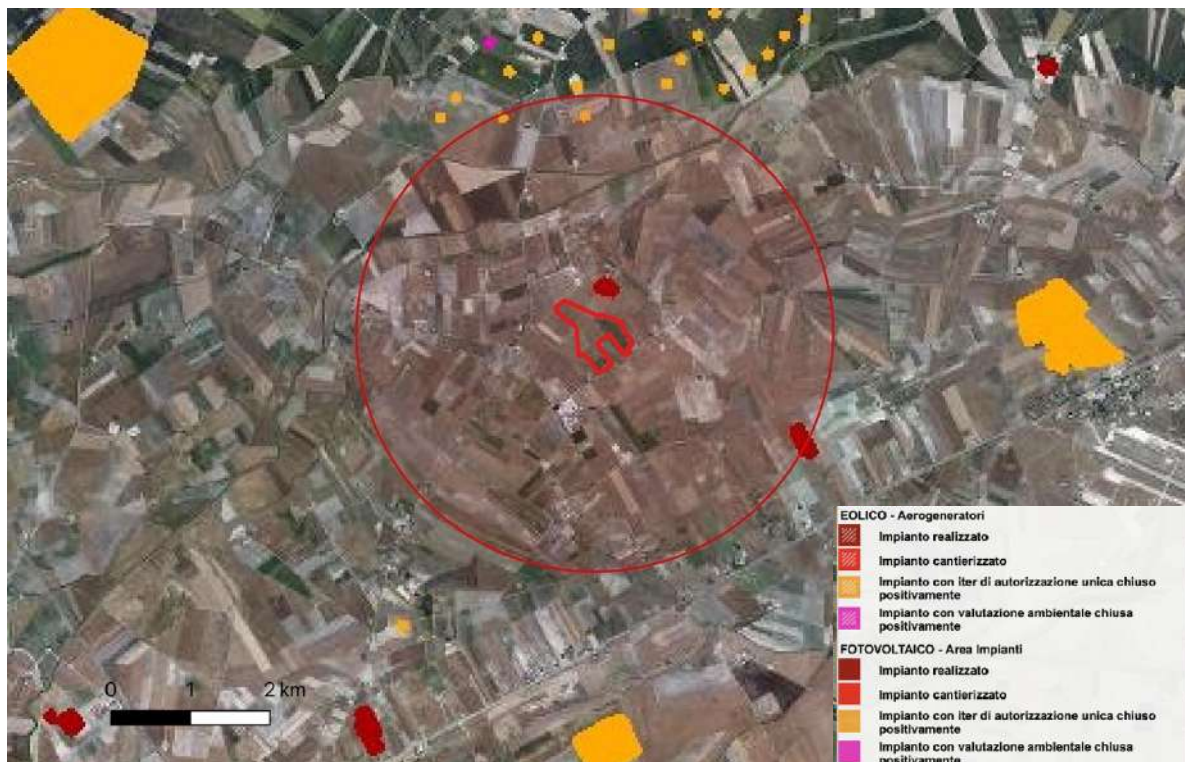 0 1 2 km
EOLICO - Aerogeneratori
Impianto realizzato
Impianto cantierizzato
Impianto con iter di autorizzazione unica chiuso
positivamente
Impianto con valutazione ambientale chiusa
positivamente
FOTOVOLTAICO - Area Impianti
Impianto realizzato
Impianto cantierizzato
Impianto con iter di autorizzazione unica chiuso
positivamente
Impianto con valutazione ambientale chiusa
positivamente